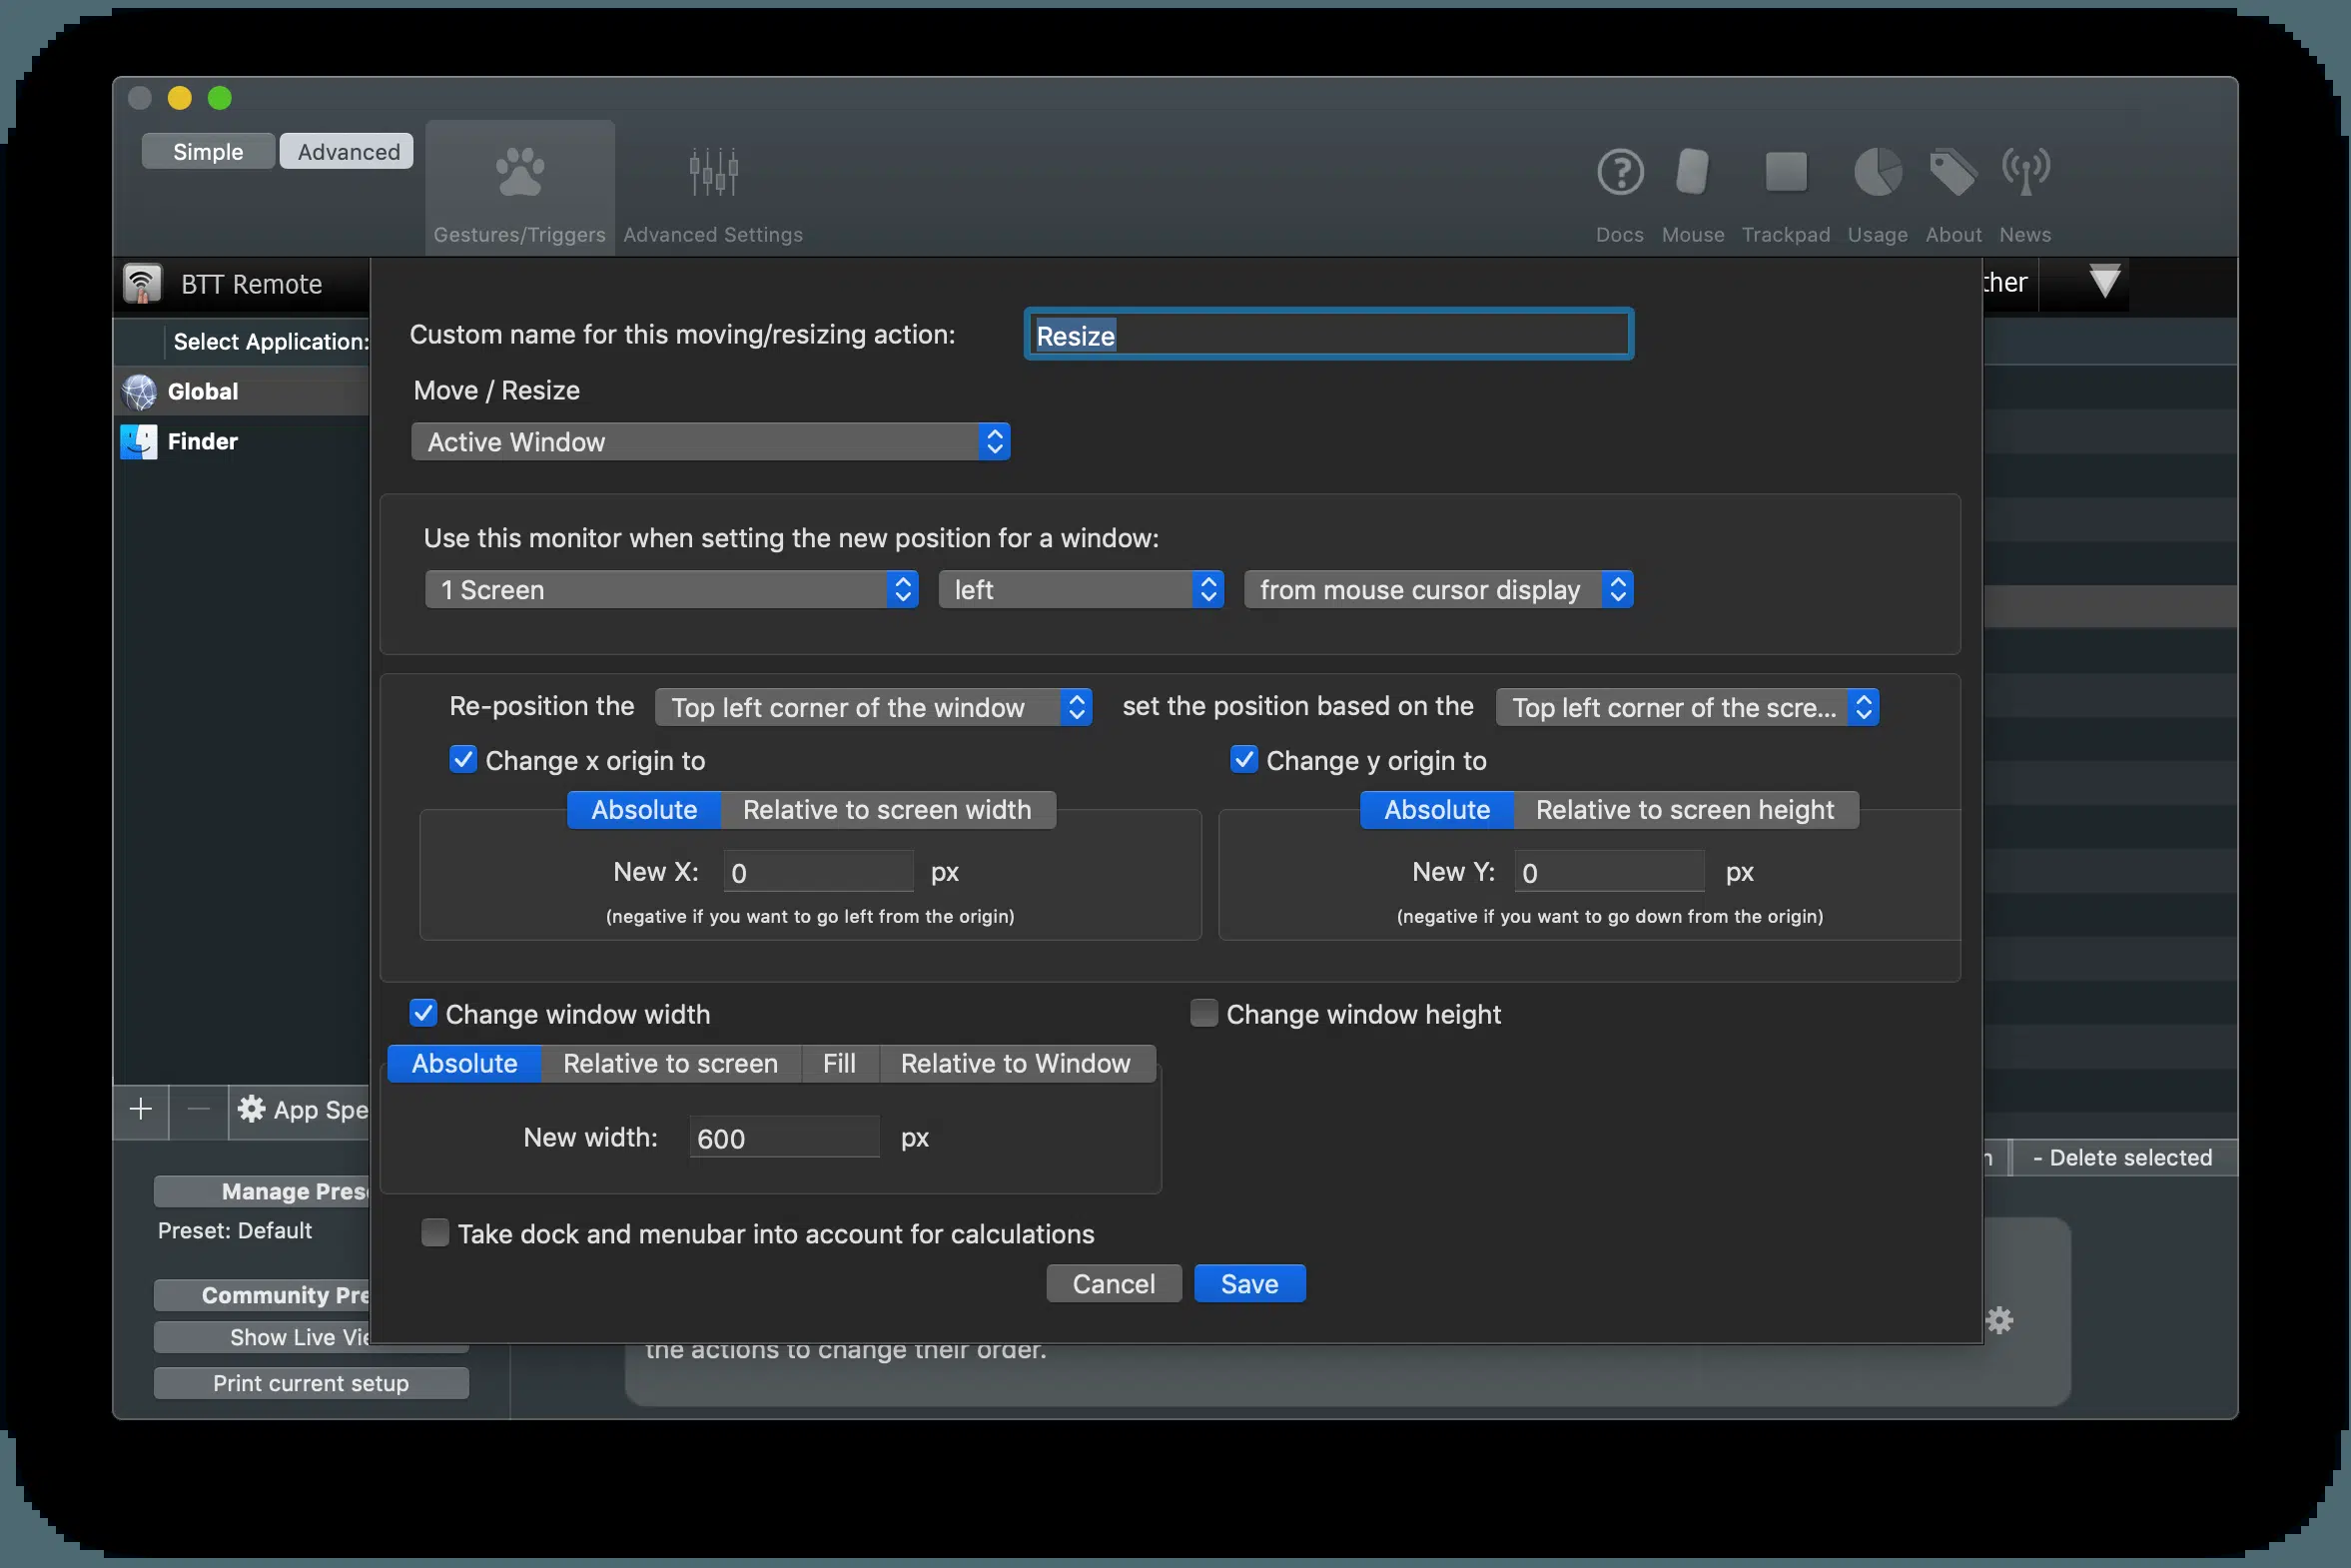 Simple Advanced
Gestures/Triggers Advanced Settings Docs Mouse Trackpad Usage About News
BTT Remote
ther
Select Application:
Global
Finder
Custom name for this moving/resizing action: Resize
Move / Resize
Active Window
Use this monitor when setting the new position for a window:
1 Screen left from mouse cursor display
Re-position the Top left corner of the window set the position based on the Top left corner of the scre...
Change x origin to Change y origin to
Absolute Relative to screen width Absolute Relative to screen height
New X: 0 px New Y: 0 px
(negative if you want to go left from the origin) (negative if you want to go down from the origin)
Change window width Change window height
Absolute Relative to screen Fill Relative to Window
New width: 600 px
Take dock and menubar into account for calculations
Cancel Save
+ - App Spe
n - Delete selected
Manage Pres
Preset: Default
Community Pre
Show Live Vie
Print current setup
the actions to change their order.